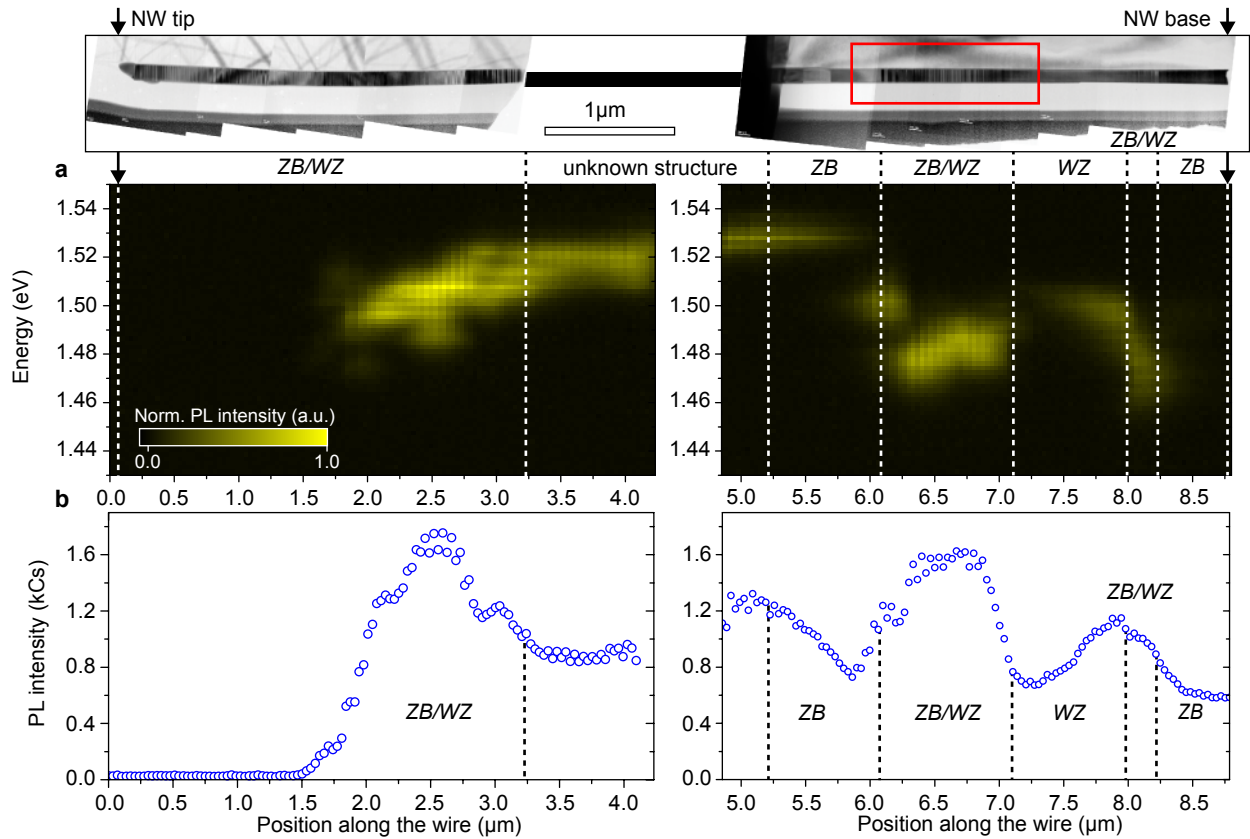 NW tip
NW base
1µm
ZB/WZ
a
ZB/WZ
unknown structure
ZB
ZB/WZ
WZ
ZB
1.54
1.52
1.50
1.48
1.46
1.44
Energy (eV)
Norm. PL intensity (a.u.)
0.0
1.0
0.0 0.5 1.0 1.5 2.0 2.5 3.0 3.5 4.0
1.54
1.52
1.50
1.48
1.46
1.44
5.0 5.5 6.0 6.5 7.0 7.5 8.0 8.5
b
1.6
1.2
0.8
0.4
0.0
PL intensity (kCs)
ZB/WZ
0.0 0.5 1.0 1.5 2.0 2.5 3.0 3.5 4.0
Position along the wire (µm)
1.6
1.2
0.8
0.4
0.0
ZB/WZ
ZB
ZB/WZ
WZ
ZB
5.0 5.5 6.0 6.5 7.0 7.5 8.0 8.5
Position along the wire (µm)